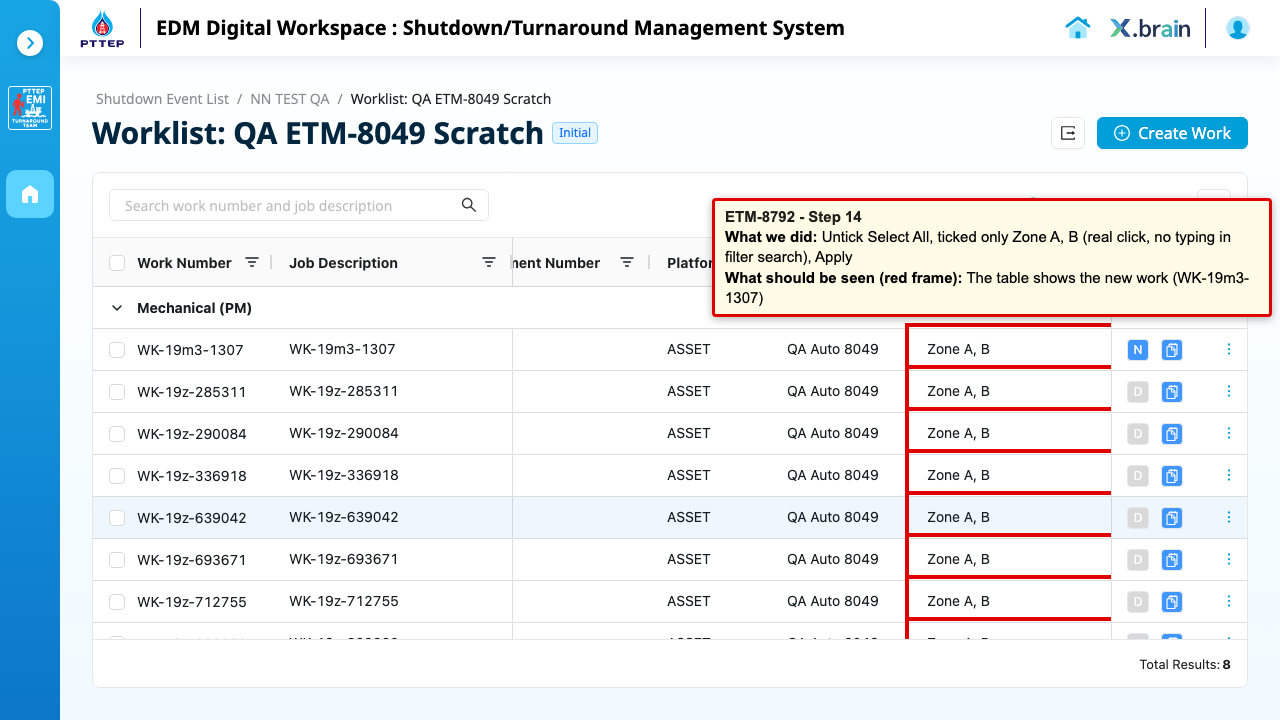 PTTEP
EDM Digital Workspace : Shutdown/Turnaround Management System
X.brain
PTTEP
EMI
TURNAROUND
TEAM
Shutdown Event List / NN TEST QA / Worklist: QA ETM-8049 Scratch
Worklist: QA ETM-8049 Scratch Initial
Create Work
Search work number and job description
ETM-8792 - Step 14
What we did: Untick Select All, ticked only Zone A, B (real click, no typing in
filter search), Apply
What should be seen (red frame): The table shows the new work (WK-19m3-
1307)
Work Number Job Description nent Number Platfor
Mechanical (PM)
WK-19m3-1307 WK-19m3-1307 ASSET QA Auto 8049 Zone A, B N
WK-19z-285311 WK-19z-285311 ASSET QA Auto 8049 Zone A, B D
WK-19z-290084 WK-19z-290084 ASSET QA Auto 8049 Zone A, B D
WK-19z-336918 WK-19z-336918 ASSET QA Auto 8049 Zone A, B D
WK-19z-639042 WK-19z-639042 ASSET QA Auto 8049 Zone A, B D
WK-19z-693671 WK-19z-693671 ASSET QA Auto 8049 Zone A, B D
WK-19z-712755 WK-19z-712755 ASSET QA Auto 8049 Zone A, B D
Total Results: 8